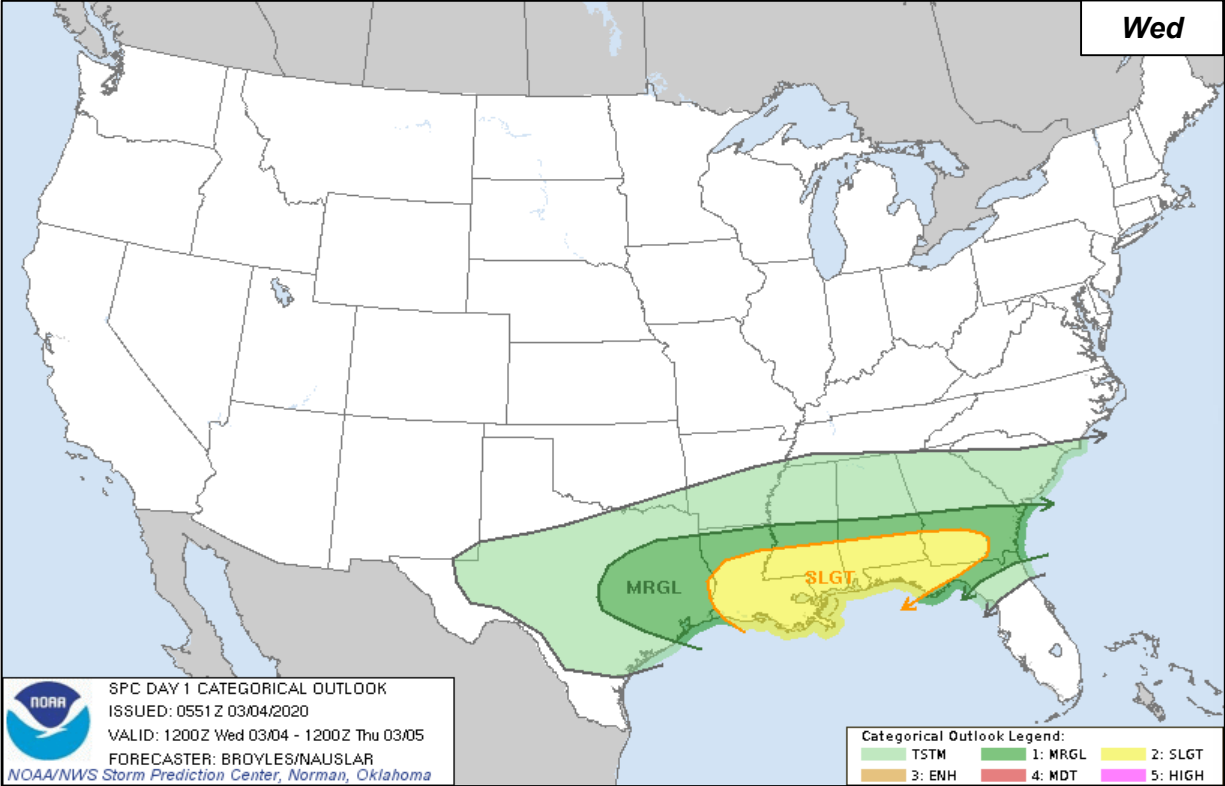 Wed
MRGL
SLGT
NOAA
SPC DAY 1 CATEGORICAL OUTLOOK
ISSUED: 0551Z 03/04/2020
VALID: 1200Z Wed 03/04 - 1200Z Thu 03/05
FORECASTER: BROYLES/NAUSLAR
NOAA/NWS Storm Prediction Center, Norman, Oklahoma
Categorical Outlook Legend:
TSTM 1: MRGL 2: SLGT
3: ENH 4: MDT 5: HIGH